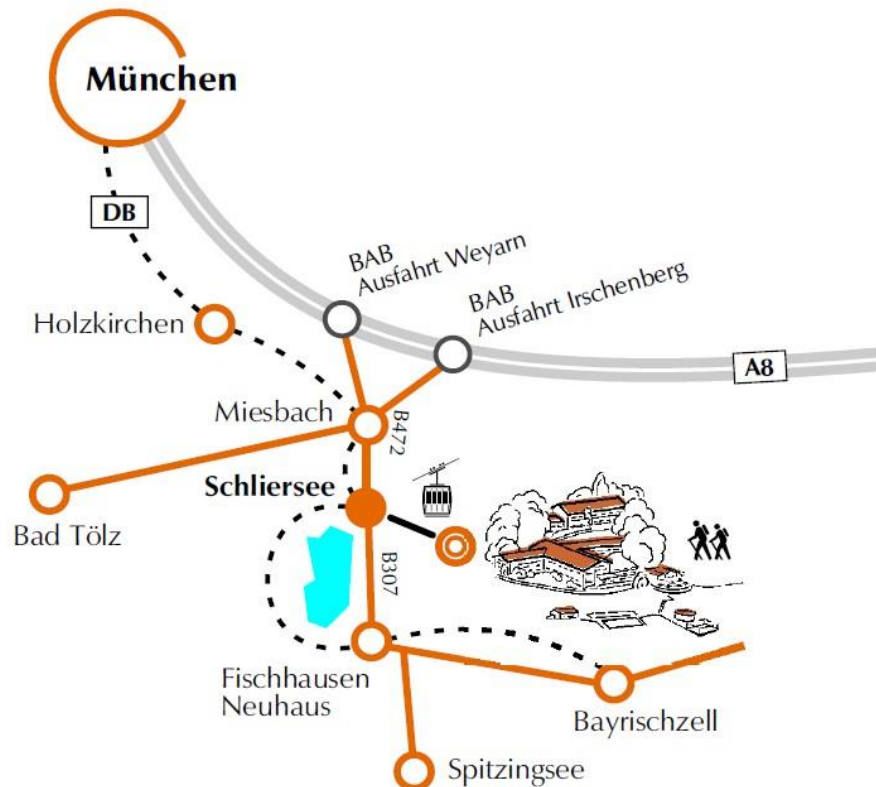 München
DB
BAB
Ausfahrt Weyarn
BAB
Ausfahrt Irschenberg
Holzkirchen
A8
Miesbach
B472
Schliersee
Bad Tölz
B307
Fischhausen
Neuhaus
Bayrischzell
Spitzingsee